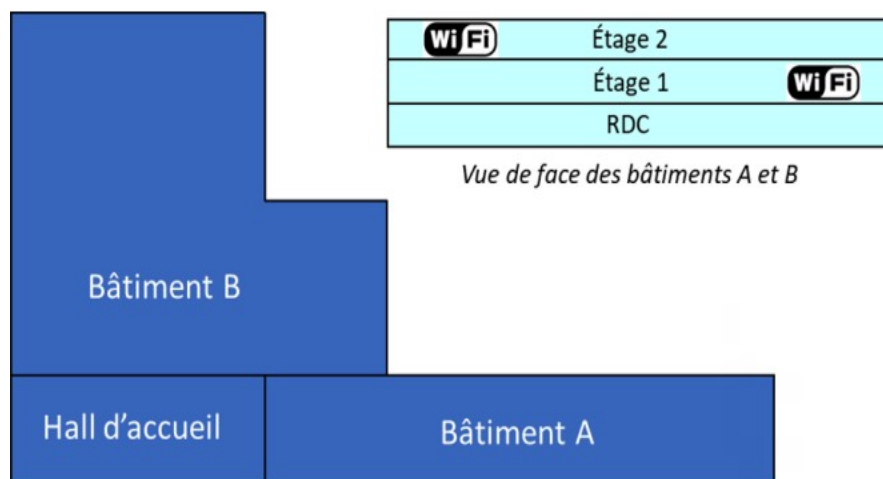 WiFi Étage 2
Étage 1 WiFi
RDC
Vue de face des bâtiments A et B
Bâtiment B
Hall d’accueil
Bâtiment A